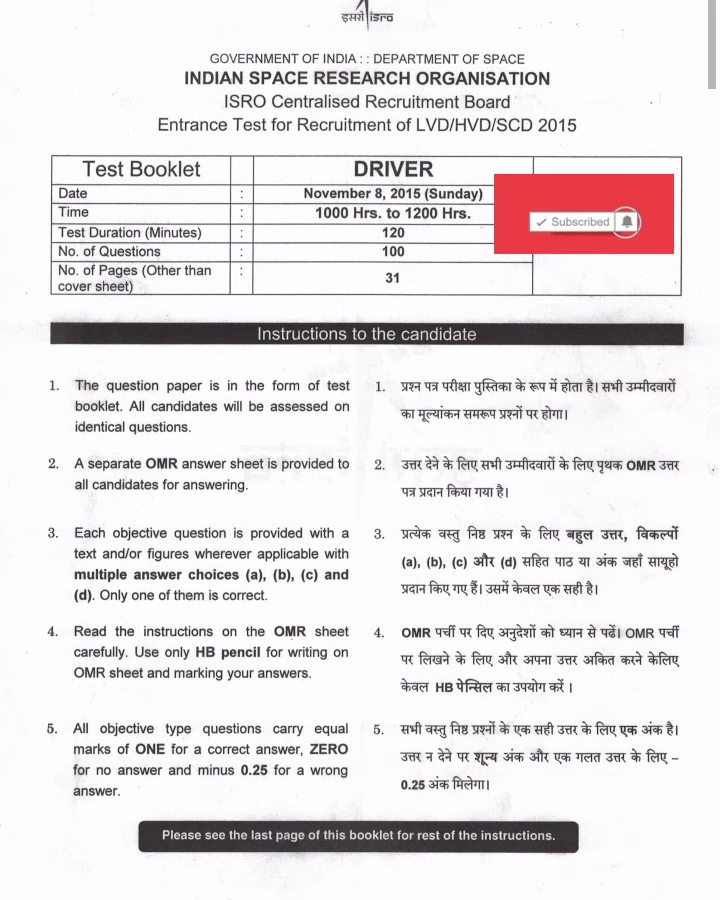 इसरो isro
GOVERNMENT OF INDIA : : DEPARTMENT OF SPACE
INDIAN SPACE RESEARCH ORGANISATION
ISRO Centralised Recruitment Board
Entrance Test for Recruitment of LVD/HVD/SCD 2015
Test Booklet DRIVER
Date : November 8, 2015 (Sunday)
Time : 1000 Hrs. to 1200 Hrs.
Test Duration (Minutes) : 120
No. of Questions : 100
No. of Pages (Other than : 31
cover sheet)
✓ Subscribed
Instructions to the candidate
1. The question paper is in the form of test
booklet. All candidates will be assessed on
identical questions.
1. प्रश्न पत्र परीक्षा पुस्तिका के रूप में होता है। सभी उम्मीदवारों
का मूल्यांकन समरूप प्रश्नों पर होगा।
2. A separate OMR answer sheet is provided to
all candidates for answering.
2. उत्तर देने के लिए सभी उम्मीदवारों के लिए पृथक OMR उत्तर
पत्र प्रदान किया गया है।
3. Each objective question is provided with a
text and/or figures wherever applicable with
multiple answer choices (a), (b), (c) and
(d). Only one of them is correct.
3. प्रत्येक वस्तु निष्ठ प्रश्न के लिए बहुल उत्तर, विकल्पों
(a), (b), (c) और (d) सहित पाठ या अंक जहाँ सायूहो
प्रदान किए गए हैं। उसमें केवल एक सही है।
4. Read the instructions on the OMR sheet
carefully. Use only HB pencil for writing on
OMR sheet and marking your answers.
4. OMR पर्ची पर दिए अनुदेशों को ध्यान से पढें। OMR पर्ची
पर लिखने के लिए और अपना उत्तर अकित करने केलिए
केवल HB पेन्सिल का उपयोग करें ।
5. All objective type questions carry equal
marks of ONE for a correct answer, ZERO
for no answer and minus 0.25 for a wrong
answer.
5. सभी वस्तु निष्ठ प्रश्नों के एक सही उत्तर के लिए एक अंक है।
उत्तर न देने पर शून्य अंक और एक गलत उत्तर के लिए –
0.25 अंक मिलेगा।
Please see the last page of this booklet for rest of the instructions.